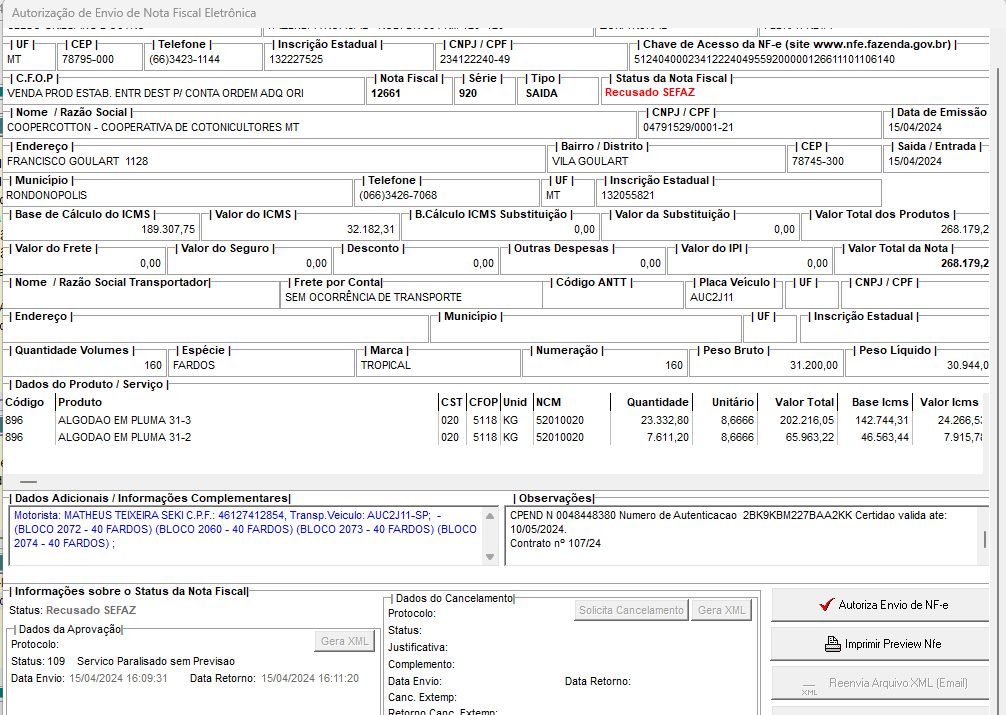 Autorização de Envio de Nota Fiscal Eletrônica
| UF | | CEP | | Telefone | | Inscrição Estadual | | CNPJ / CPF | | Chave de Acesso da NF-e (site www.nfe.fazenda.gov.br) |
MT 78795-000 (66)3423-1144 132227525 234122240-49 51240400023412224049559200000126611101106140
| C.F.O.P | | Nota Fiscal | | Série | | Tipo | | Status da Nota Fiscal |
VENDA PROD ESTAB. ENTR DEST P/ CONTA ORDEM ADQ ORI 12661 920 SAIDA Recusado SEFAZ
| Nome / Razão Social | | CNPJ / CPF | | Data de Emissão
COOPERCOTTON - COOPERATIVA DE COTONICULTORES MT 04791529/0001-21 15/04/2024
| Endereço | | Bairro / Distrito | | CEP | | Saida / Entrada |
FRANCISCO GOULART 1128 VILA GOULART 78745-300 15/04/2024
| Município | | Telefone | | UF | | Inscrição Estadual |
RONDONOPOLIS (066)3426-7068 MT 132055821
| Base de Cálculo do ICMS | | Valor do ICMS | | B.Cálculo ICMS Substituição | | Valor da Substituição | | Valor Total dos Produtos |
189.307,75 32.182,31 0,00 0,00 268.179,2
| Valor do Frete | | Valor do Seguro | | Desconto | | Outras Despesas | | Valor do IPI | | Valor Total da Nota |
0,00 0,00 0,00 0,00 0,00 268.179,2
| Nome / Razão Social Transportador| | Frete por Conta| | Código ANTT | | Placa Veículo | | UF | | CNPJ / CPF |
SEM OCORRÊNCIA DE TRANSPORTE AUC2J11
| Endereço | | Município | | UF | | Inscrição Estadual |
| Quantidade Volumes | | Espécie | | Marca | | Numeração | | Peso Bruto | | Peso Líquido |
160 FARDOS TROPICAL 160 31.200,00 30.944,0
| Dados do Produto / Serviço |
Código Produto CST CFOP Unid NCM Quantidade Unitário Valor Total Base Icms Valor Icms
896 ALGODAO EM PLUMA 31-3 020 5118 KG 52010020 23.332,80 8,6666 202.216,05 142.744,31 24.266,5
896 ALGODAO EM PLUMA 31-2 020 5118 KG 52010020 7.611,20 8,6666 65.963,22 46.563,44 7.915,7
| Dados Adicionais / Informações Complementares| | Observações|
Motorista: MATHEUS TEIXEIRA SEKI C.P.F.: 46127412854, Transp.Veiculo: AUC2J11-SP; -
(BLOCO 2072 - 40 FARDOS) (BLOCO 2060 - 40 FARDOS) (BLOCO 2073 - 40 FARDOS) (BLOCO
2074 - 40 FARDOS) ;
CPEND N 0048448380 Numero de Autenticacao 2BK9KBM227BAA2KK Certidao valida ate:
10/05/2024.
Contrato nº 107/24
| Informações sobre o Status da Nota Fiscal|
Status: Recusado SEFAZ
| Dados da Aprovação|
Protocolo: Gera XML
Status: 109 Servico Paralisado sem Previsao
Data Envio: 15/04/2024 16:09:31 Data Retorno: 15/04/2024 16:11:20
| Dados do Cancelamento|
Protocolo: Solicita Cancelamento Gera XML
Status:
Justificativa:
Complemento:
Data Envio: Data Retorno:
Canc. Extemp:
Retorno Canc. Extemp:
Autoriza Envio de NF-e
Imprimir Preview Nfe
XML Reenvia Arquivo XML (Email)